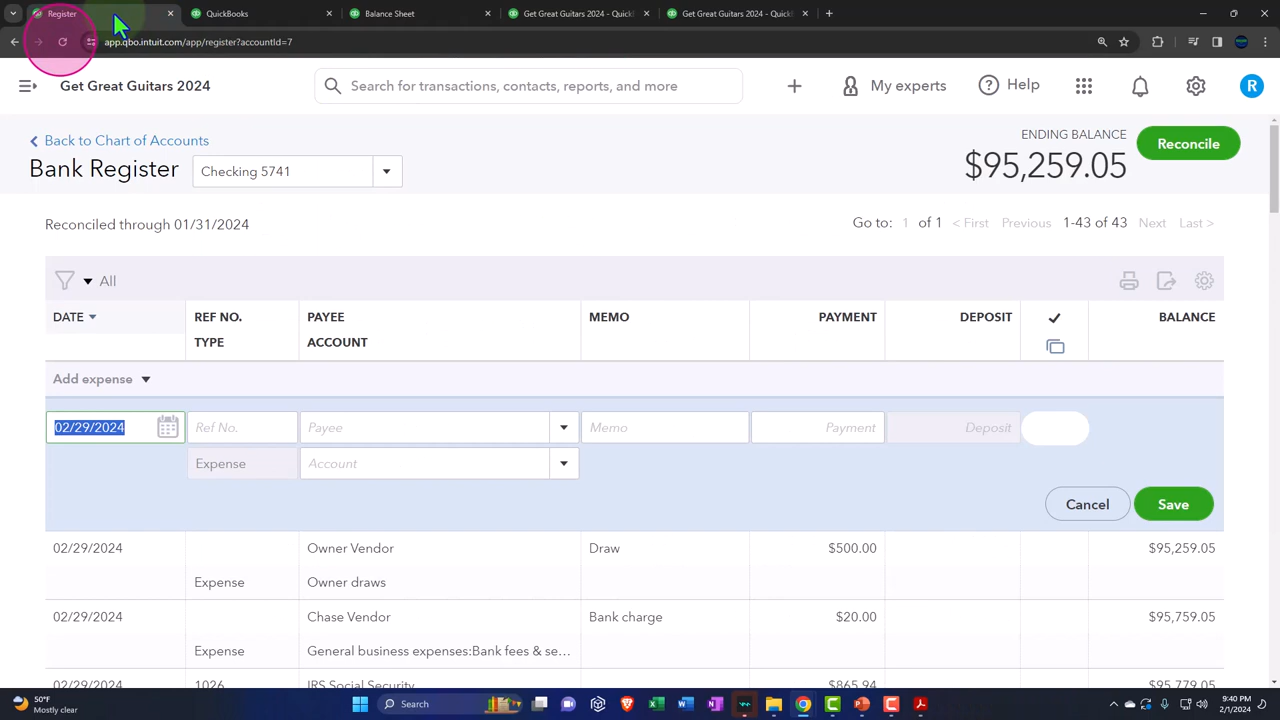 Register
QuickBooks
Balance Sheet
Get Great Guitars 2024 - Quickl
Get Great Guitars 2024 - Quickl
app.qbo.intuit.com/app/register?accountId=7
Get Great Guitars 2024
Search for transactions, contacts, reports, and more
My experts
Help
R
Back to Chart of Accounts
ENDING BALANCE
Bank Register
Checking 5741
$95,259.05
Reconcile
Reconciled through 01/31/2024
Go to: 1 of 1 < First Previous 1-43 of 43 Next Last >
All
DATE REF NO. PAYEE MEMO PAYMENT DEPOSIT BALANCE
TYPE ACCOUNT
Add expense
02/29/2024 Ref No. Payee Memo Payment Deposit
Expense Account
Cancel Save
02/29/2024 Owner Vendor Draw $500.00 $95,259.05
Expense Owner draws
02/29/2024 Chase Vendor Bank charge $20.00 $95,759.05
Expense General business expenses:Bank fees & se...
02/29/2024 1026 IRS Social Security $865.94 $95,779.05
50°F
Mostly clear
Search
9:40 PM
2/1/2024